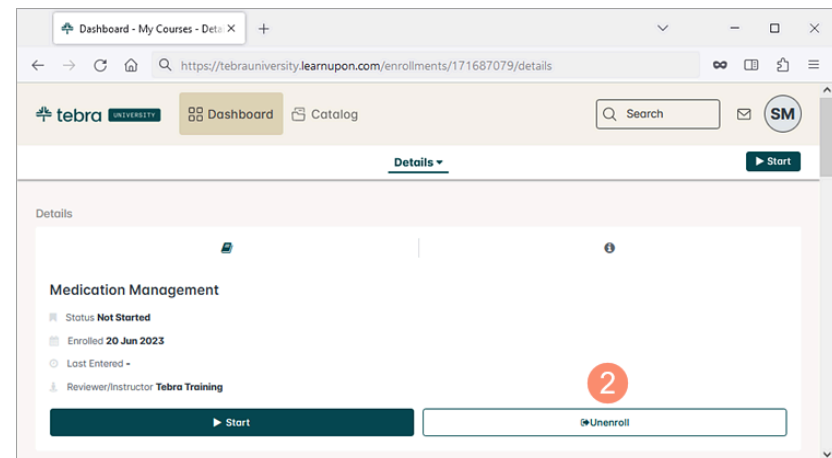 Dashboard - My Courses - Deta
https://tebrauniversity.learnupon.com/enrollments/171687079/details
tebra UNIVERSITY Dashboard Catalog Search SM
Details Start
Details
Medication Management
Status Not Started
Enrolled 20 Jun 2023
Last Entered -
Reviewer/Instructor Tebra Training
2
Start Unenroll